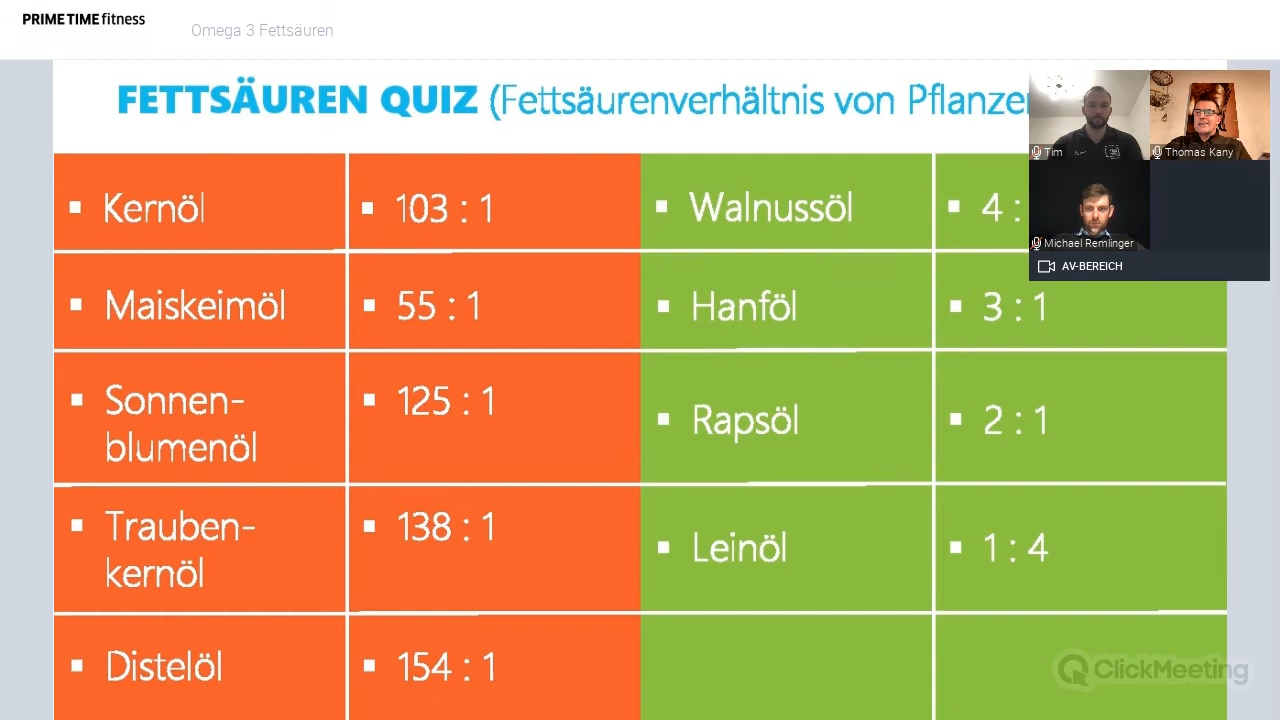 PRIME TIME fitness
Omega 3 Fettsäuren
FETTSÄUREN QUIZ (Fettsäurenverhältnis von
Tim
Thomas Kany
Michael Remlinger
AV-BEREICH
▪ Kernöl
▪ 103 : 1
▪ Walnussöl
▪ 4 :
▪ Maiskeimöl
▪ 55 : 1
▪ Hanföl
▪ 3 : 1
▪ Sonnen-
blumenöl
▪ 125 : 1
▪ Rapsöl
▪ 2 : 1
▪ Trauben-
kernöl
▪ 138 : 1
▪ Leinöl
▪ 1 : 4
▪ Distelöl
▪ 154 : 1
ClickMeeting